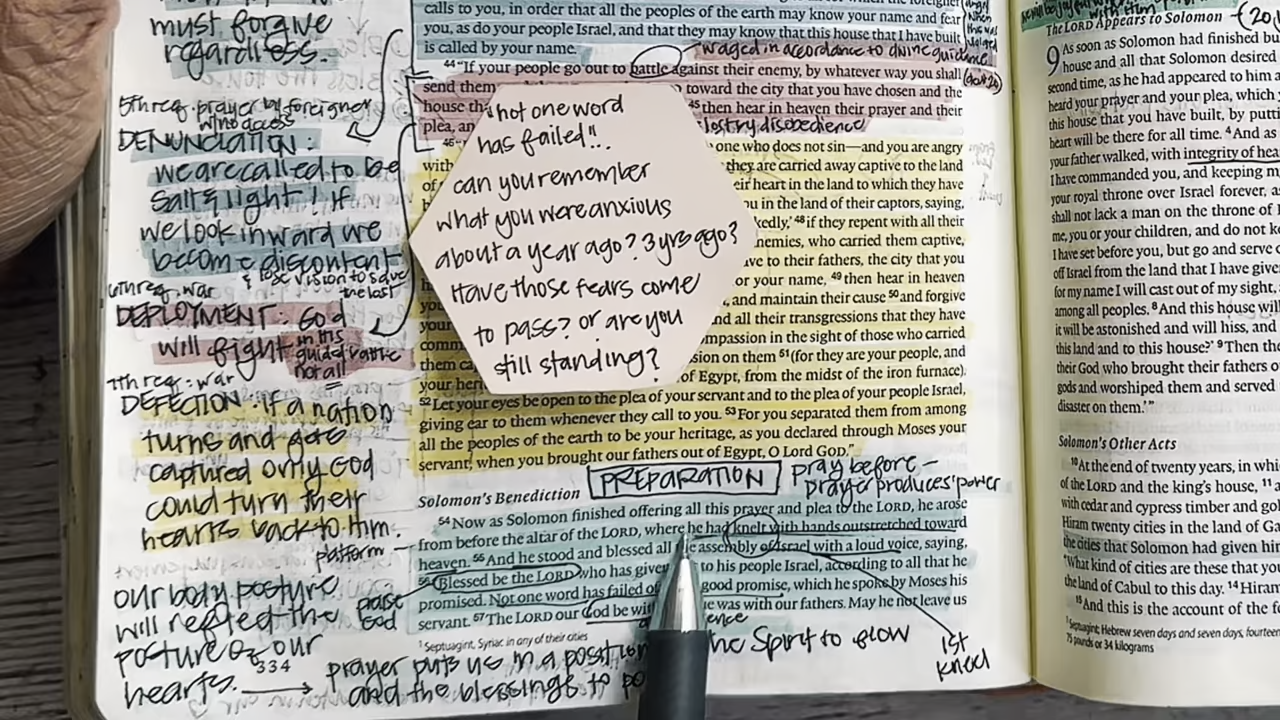 must forgive
regardless.
5th req. prayer by foreigner
DENUNCIATION:
we are called to be
salt & light! If
we look inward we
become discontent
& lose vision to save
the lost
6th req. war
DEPLOYMENT: God
will fight in this
guided battle
not all
7th req: war
DEFECTION. If a nation
turns and gets
captured only God
could turn their
hearts back to Him.
platform
our body posture
will reflect the
posture of our
hearts.
334
praise
God
calls to you, in order that all the peoples of the earth may know your name and fear
you, as do your people Israel, and that they may know that this house that I have built
is called by your name.
waged in accordance to divine guidance
44 "If your people go out to battle against their enemy, by whatever way you shall
send them toward the city that you have chosen and the
house 45 then hear in heaven their prayer and their
plea, lost by disobedience
46 one who does not sin—and you are angry
with they are carried away captive to the land
of eir heart in the land to which they have
u in the land of their captors, saying,
kedly,' 48 if they repent with all their
nemies, who carried them captive,
ve to their fathers, the city that you
or your name, 49 then hear in heaven
and maintain their cause 50 and forgive
nd all their transgressions that they have
compassion in the sight of those who carried
them sion on them 51 (for they are your people, and
your of Egypt, from the midst of the iron furnace).
52 Let your eyes be open to the plea of your servant and to the plea of your people Israel,
giving ear to them whenever they call to you. 53 For you separated them from among
all the peoples of the earth to be your heritage, as you declared through Moses your
servant, when you brought our fathers out of Egypt, O Lord GOD."
"not one word
has failed"...
can you remember
what you were anxious
about a year ago? 3 yrs ago?
Have those fears come
to pass? or are you
still standing?
PREPARATION
pray before -
prayer produces power
Solomon's Benediction
54 Now as Solomon finished offering all this prayer and plea to the LORD, he arose
from before the altar of the LORD, where he had knelt with hands outstretched toward
heaven. 55 And he stood and blessed all the assembly of Israel with a loud voice, saying,
56 "Blessed be the LORD who has given to his people Israel, according to all that he
promised. Not one word has failed of good promise, which he spoke by Moses his
servant. 57 The LORD our God be with he was with our fathers. May he not leave us
1 Septuagint, Syriac in any of their cities
prayer puts us in a position the Spirit to flow
and the blessings to po
1st
kneel
The LORD Appears to Solomon
9 As soon as Solomon had finished bu
house and all that Solomon desired
second time, as he had appeared to him a
heard your prayer and your plea, which
this house that you have built, by putti
heart will be there for all time. 4 And as
your father walked, with integrity of hea
I have commanded you, and keeping m
your royal throne over Israel forever, a
shall not lack a man on the throne of I
me, you or your children, and do not k
I have set before you, but go and serve
off Israel from the land that I have give
for my name I will cast out of my sight,
among all peoples. 8 And this house will
it will be astonished and will hiss, and
this land and to this house?' 9 Then the
their God who brought their fathers o
gods and worshiped them and served
disaster on them.'"
Solomon's Other Acts
10 At the end of twenty years, in whi
of the LORD and the king's house, 11 a
with cedar and cypress timber and gol
Hiram twenty cities in the land of Ga
the cities that Solomon had given hin
"What kind of cities are these that yo
the land of Cabul to this day. 14 Hiran
15 And this is the account of the fo
1 Septuagint; Hebrew seven days and seven days, fourteen
75 pounds or 34 kilograms